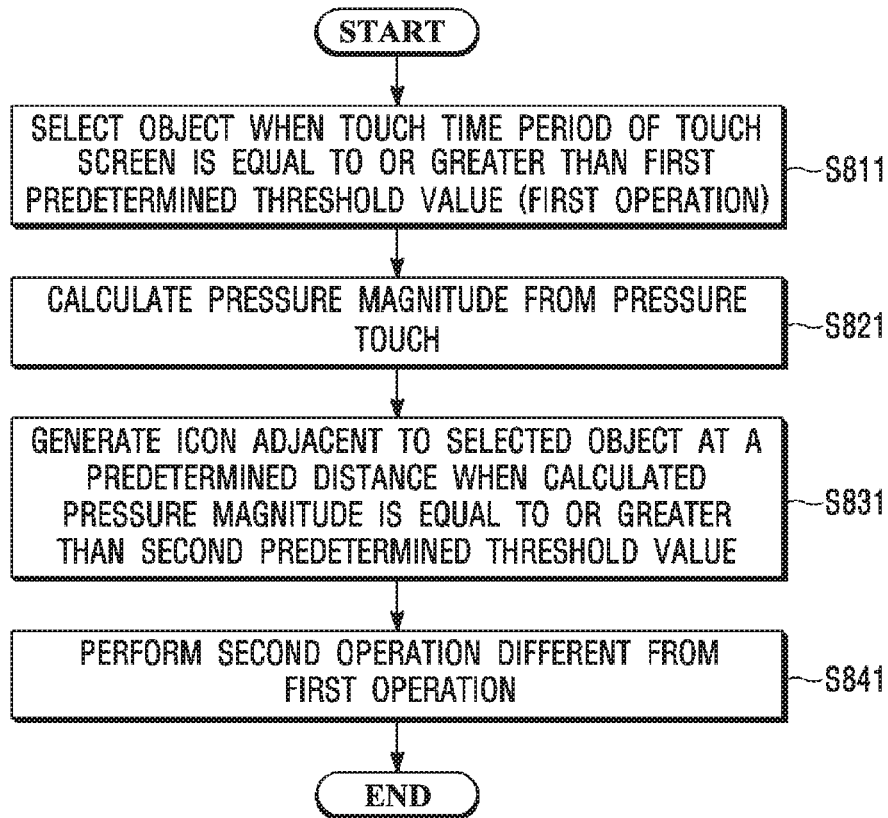 START
SELECT OBJECT WHEN TOUCH TIME PERIOD OF TOUCH
SCREEN IS EQUAL TO OR GREATER THAN FIRST
PREDETERMINED THRESHOLD VALUE (FIRST OPERATION)
S811
CALCULATE PRESSURE MAGNITUDE FROM PRESSURE
TOUCH
S821
GENERATE ICON ADJACENT TO SELECTED OBJECT AT A
PREDETERMINED DISTANCE WHEN CALCULATED
PRESSURE MAGNITUDE IS EQUAL TO OR GREATER
THAN SECOND PREDETERMINED THRESHOLD VALUE
S831
PERFORM SECOND OPERATION DIFFERENT FROM
FIRST OPERATION
S841
END